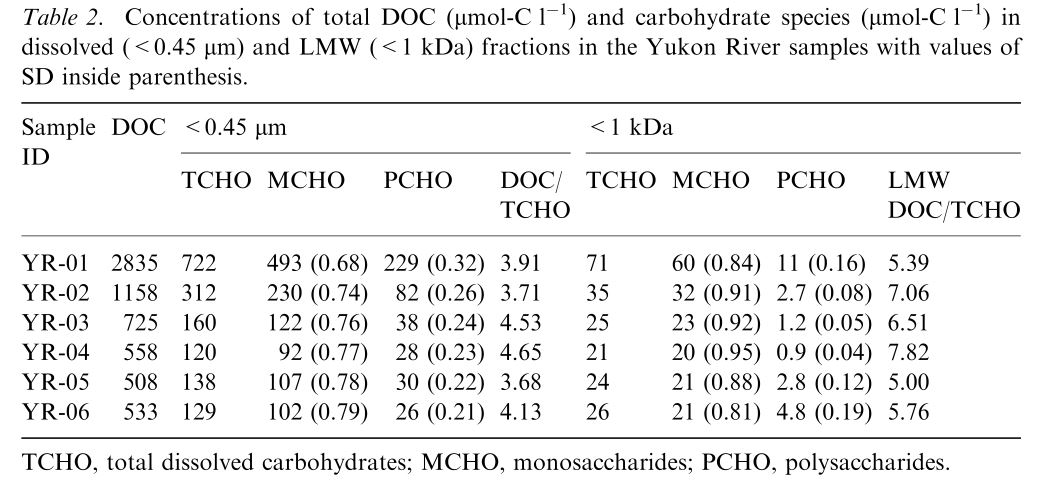 Table 2. Concentrations of total DOC (μmol-C l−1) and carbohydrate species (μmol-C l−1) in
dissolved (<0.45 μm) and LMW (<1 kDa) fractions in the Yukon River samples with values of
SD inside parenthesis.
Sample DOC <0.45 μm <1 kDa
ID
TCHO MCHO PCHO DOC/ TCHO MCHO PCHO LMW
TCHO DOC/TCHO
YR-01 2835 722 493 (0.68) 229 (0.32) 3.91 71 60 (0.84) 11 (0.16) 5.39
YR-02 1158 312 230 (0.74) 82 (0.26) 3.71 35 32 (0.91) 2.7 (0.08) 7.06
YR-03 725 160 122 (0.76) 38 (0.24) 4.53 25 23 (0.92) 1.2 (0.05) 6.51
YR-04 558 120 92 (0.77) 28 (0.23) 4.65 21 20 (0.95) 0.9 (0.04) 7.82
YR-05 508 138 107 (0.78) 30 (0.22) 3.68 24 21 (0.88) 2.8 (0.12) 5.00
YR-06 533 129 102 (0.79) 26 (0.21) 4.13 26 21 (0.81) 4.8 (0.19) 5.76
TCHO, total dissolved carbohydrates; MCHO, monosaccharides; PCHO, polysaccharides.